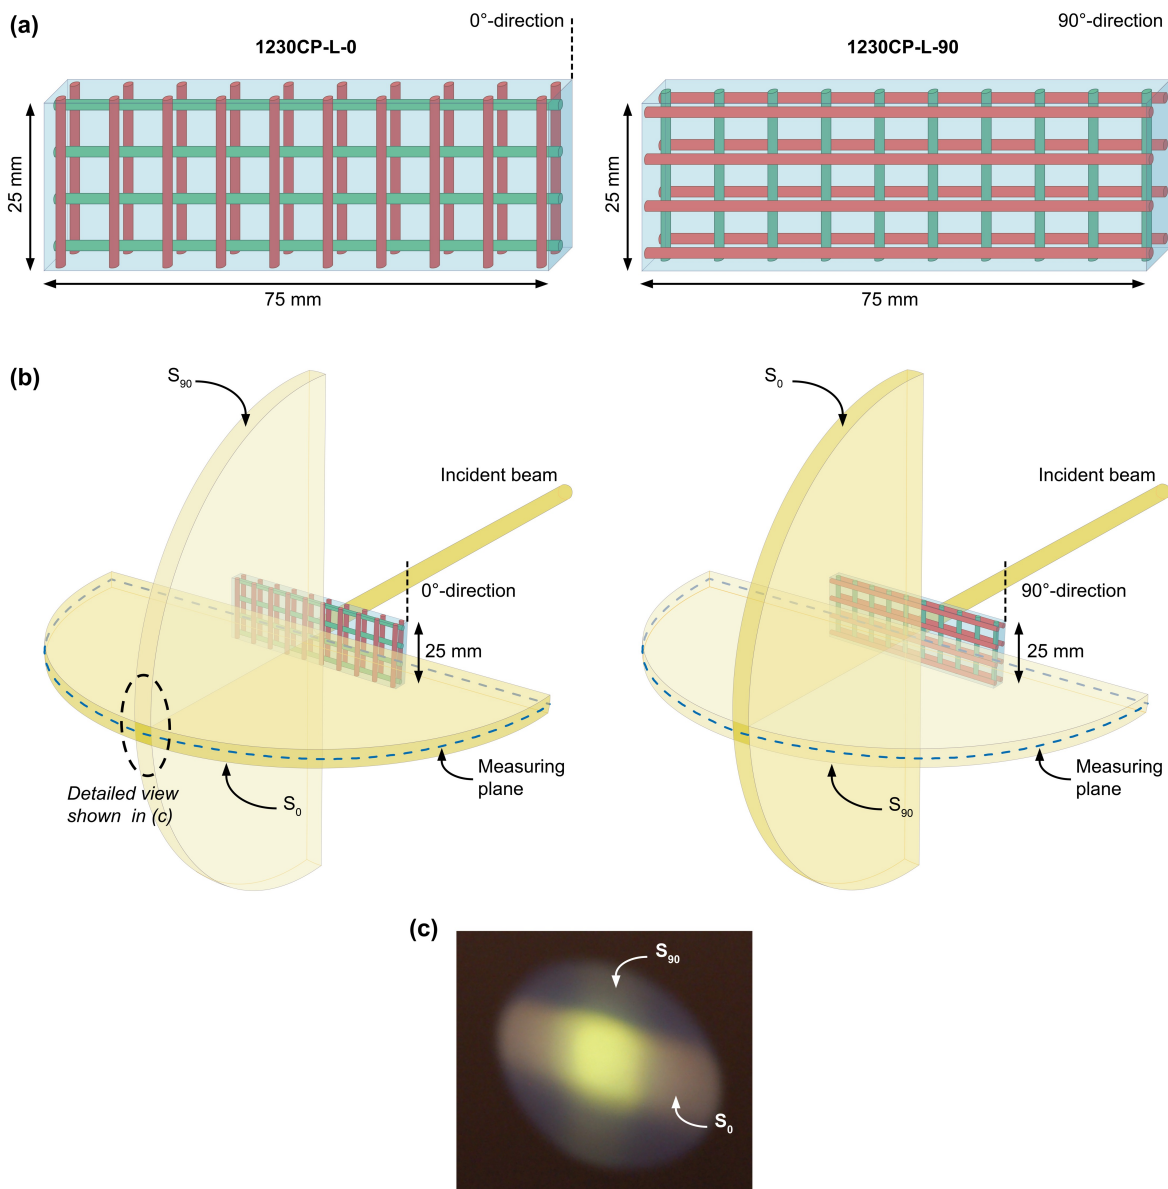 (a)
0°-direction
1230CP-L-0
25 mm
75 mm
90°-direction
1230CP-L-90
25 mm
75 mm
(b)
S90
Incident beam
0°-direction
25 mm
Measuring
plane
S0
Detailed view
shown in (c)
S0
Incident beam
90°-direction
25 mm
Measuring
plane
S90
(c)
S90
S0